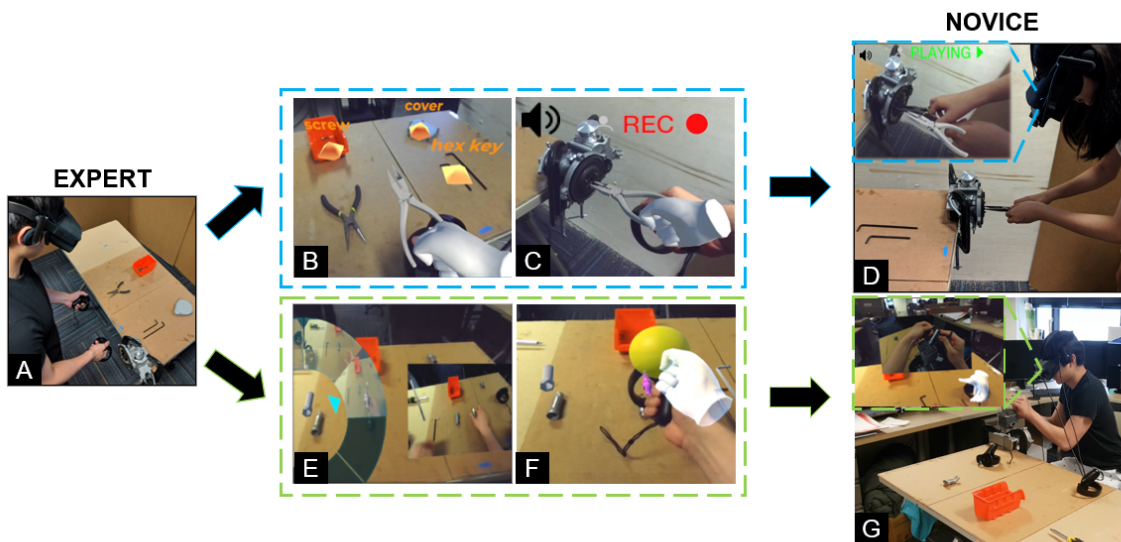 NOVICE
PLAYING
EXPERT
screw
cover
hex key
REC
A
B
C
D
E
F
G